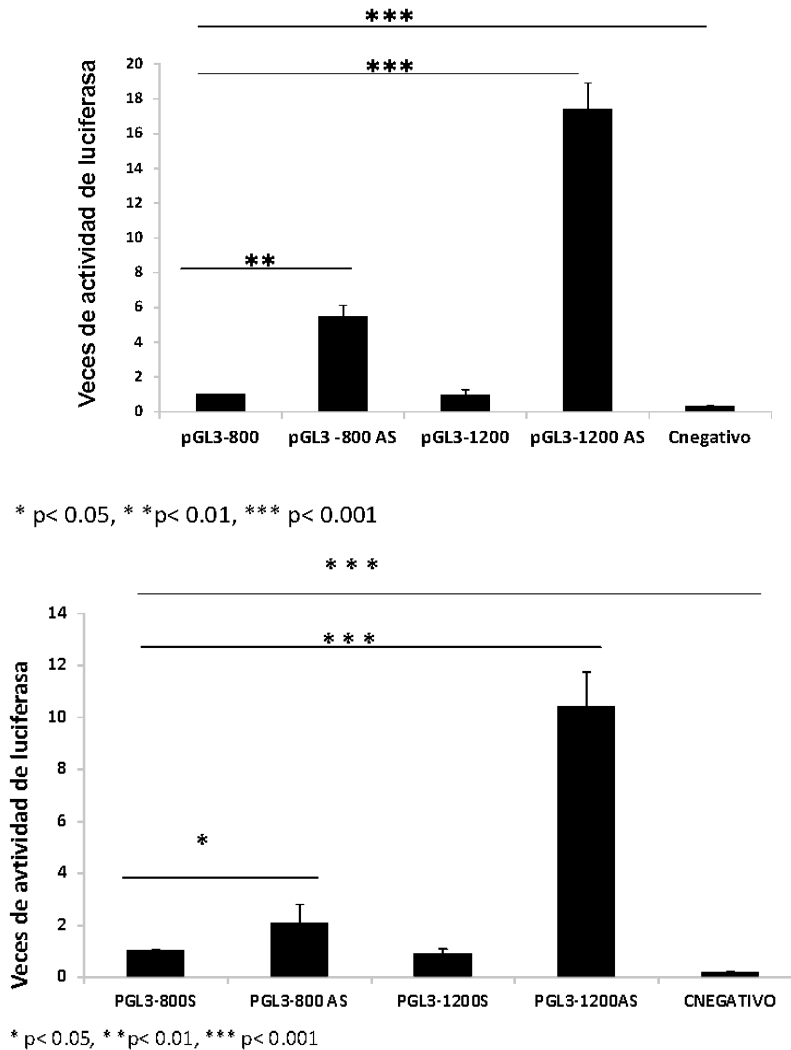 ***
***
**
Veces de actividad de luciferasa
20
18
16
14
12
10
8
6
4
2
0
pGL3-800 pGL3 -800 AS pGL3-1200 pGL3-1200 AS Cnegativo
* p< 0.05, * *p< 0.01, *** p< 0.001
* * *
* * *
*
Veces de avtividad de luciferasa
14
12
10
8
6
4
2
0
PGL3-800S PGL3-800 AS PGL3-1200S PGL3-1200AS CNEGATIVO
* p< 0.05, * *p< 0.01, *** p< 0.001